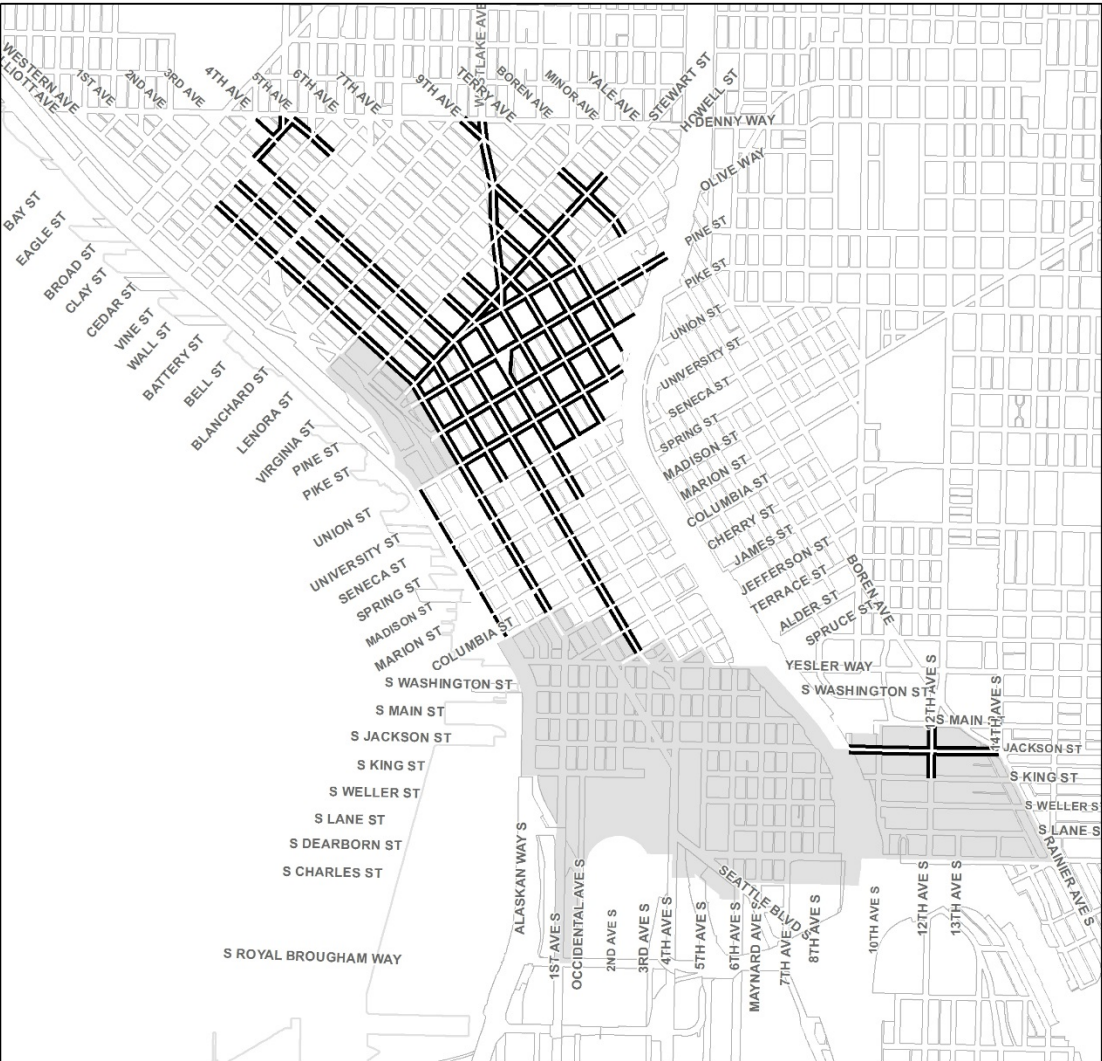 WESTERN AVE
ELLIOTT AVE
1ST AVE
2ND AVE
3RD AVE
4TH AVE
5TH AVE
6TH AVE
7TH AVE
9TH AVE
WESTLAKE AVE
TERRY AVE
BOREN AVE
MINOR AVE
YALE AVE
STEWART ST
HOWELL ST
DENNY WAY
OLIVE WAY
PINE ST
PIKE ST
UNION ST
UNIVERSITY ST
SENECA ST
SPRING ST
MADISON ST
MARION ST
COLUMBIA ST
CHERRY ST
JAMES ST
JEFFERSON ST
TERRACE ST
ALDER ST
SPRUCE ST
BOREN AVE
YESLER WAY
S WASHINGTON ST
12TH AVE S
S MAIN
14TH AVE S
JACKSON ST
S KING ST
S WELLER ST
S LANE S
RAINIER AVE S
BAY ST
EAGLE ST
BROAD ST
CLAY ST
CEDAR ST
VINE ST
WALL ST
BATTERY ST
BELL ST
BLANCHARD ST
LENORA ST
VIRGINIA ST
PINE ST
PIKE ST
UNION ST
UNIVERSITY ST
SENECA ST
SPRING ST
MADISON ST
MARION ST
COLUMBIA ST
S WASHINGTON ST
S MAIN ST
S JACKSON ST
S KING ST
S WELLER ST
S LANE ST
S DEARBORN ST
S CHARLES ST
S ROYAL BROUGHAM WAY
ALASKAN WAY S
1ST AVE S
OCCIDENTAL AVE S
2ND AVE S
3RD AVE S
4TH AVE S
5TH AVE S
6TH AVE S
MAYNARD AVE S
7TH AVE S
8TH AVE S
SEATTLE BLVD S
10TH AVE S
12TH AVE S
13TH AVE S